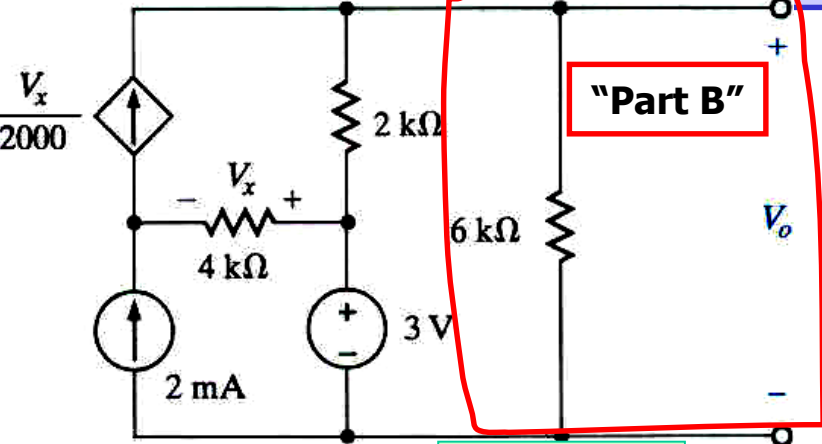 Vₓ
2000
"Part B"
+
2 kΩ
Vₓ
− +
4 kΩ
6 kΩ
Vₒ
+
−
3 V
2 mA
−